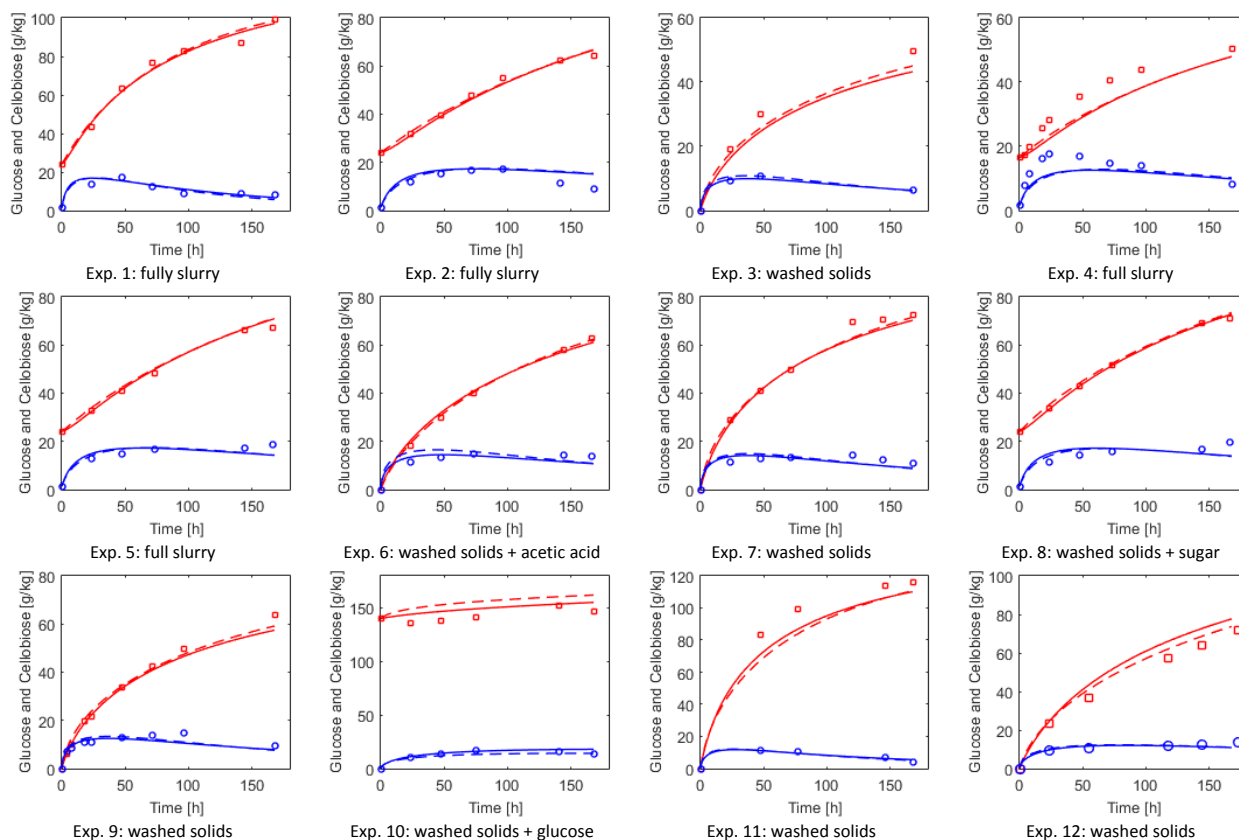 Glucose and Cellobiose [g/kg]
100
80
60
40
20
0
0 50 100 150
Time [h]
Exp. 1: fully slurry
Glucose and Cellobiose [g/kg]
80
60
40
20
0
0 50 100 150
Time [h]
Exp. 2: fully slurry
Glucose and Cellobiose [g/kg]
60
40
20
0
0 50 100 150
Time [h]
Exp. 3: washed solids
Glucose and Cellobiose [g/kg]
60
40
20
0
0 50 100 150
Time [h]
Exp. 4: full slurry
Glucose and Cellobiose [g/kg]
80
60
40
20
0
0 50 100 150
Time [h]
Exp. 5: full slurry
Glucose and Cellobiose [g/kg]
80
60
40
20
0
0 50 100 150
Time [h]
Exp. 6: washed solids + acetic acid
Glucose and Cellobiose [g/kg]
80
60
40
20
0
0 50 100 150
Time [h]
Exp. 7: washed solids
Glucose and Cellobiose [g/kg]
80
60
40
20
0
0 50 100 150
Time [h]
Exp. 8: washed solids + sugar
Glucose and Cellobiose [g/kg]
80
60
40
20
0
0 50 100 150
Time [h]
Exp. 9: washed solids
Glucose and Cellobiose [g/kg]
150
100
50
0
0 50 100 150
Time [h]
Exp. 10: washed solids + glucose
Glucose and Cellobiose [g/kg]
120
100
80
60
40
20
0
0 50 100 150
Time [h]
Exp. 11: washed solids
Glucose and Cellobiose [g/kg]
100
80
60
40
20
0
0 50 100 150
Time [h]
Exp. 12: washed solids